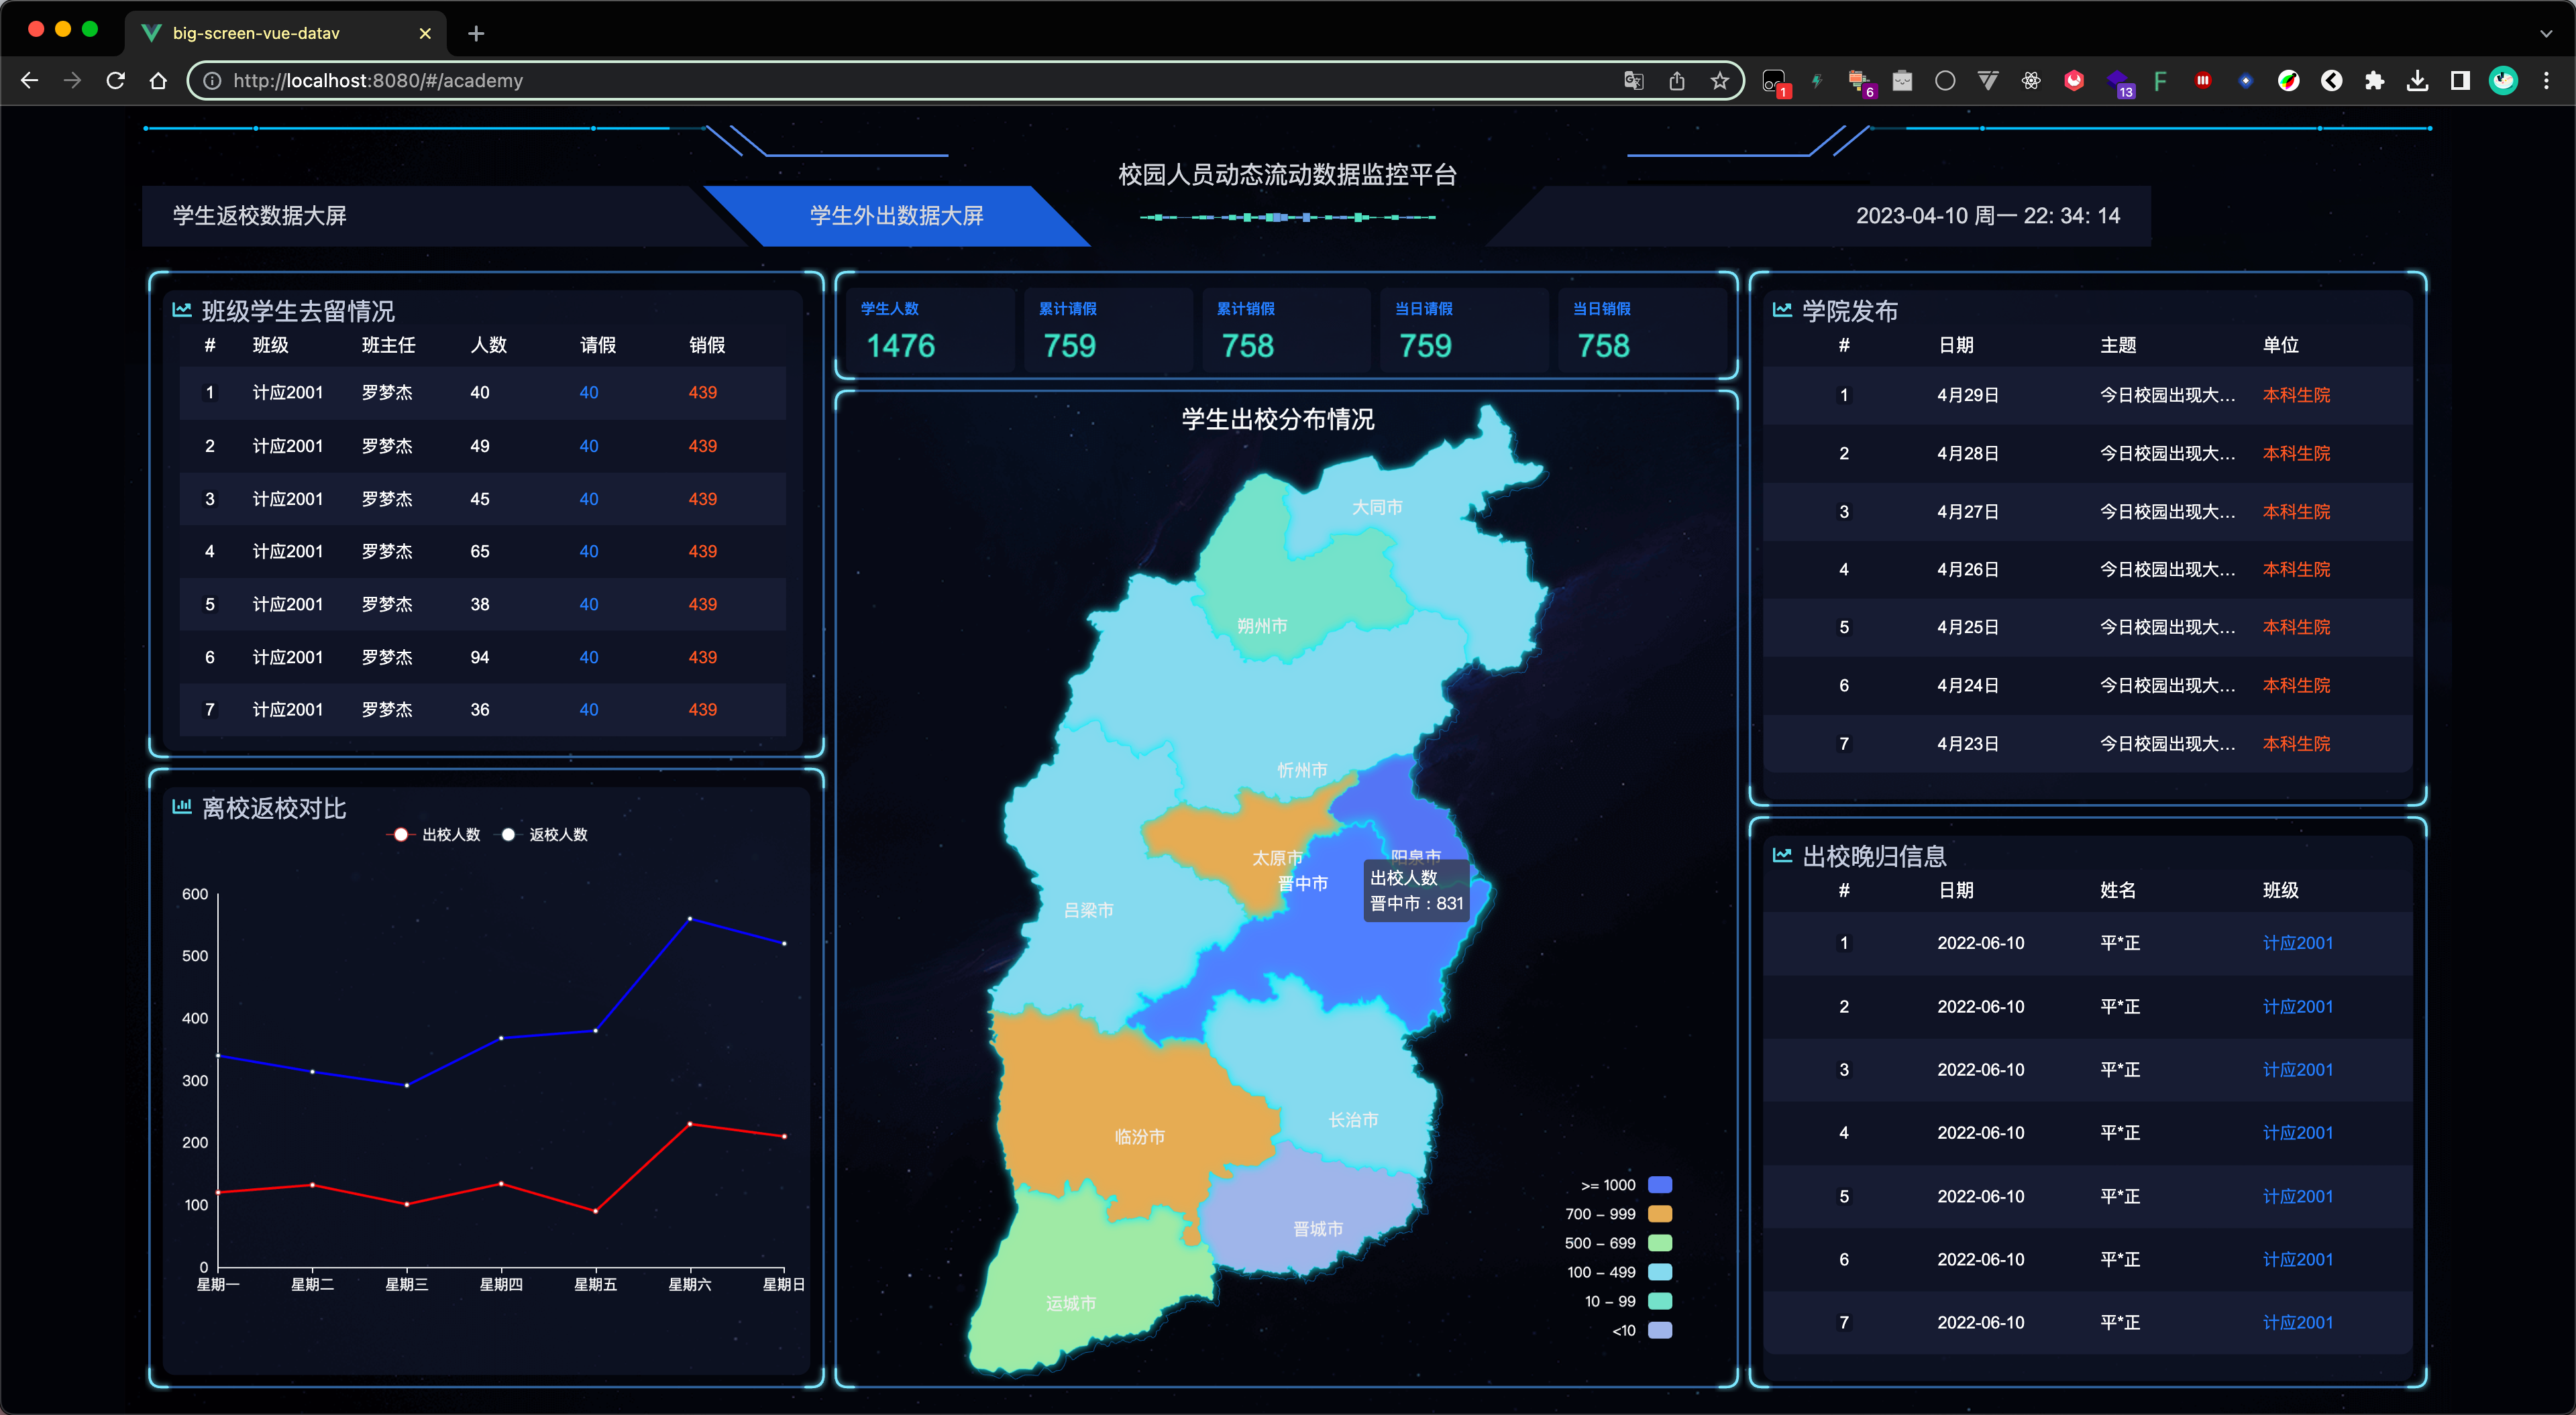 big-screen-vue-datav
http://localhost:8080/#/academy
1
6
13
校园人员动态流动数据监控平台
学生返校数据大屏
学生外出数据大屏
2023-04-10 周一 22: 34: 14
班级学生去留情况
# 班级 班主任 人数 请假 销假
1 计应2001 罗梦杰 40 40 439
2 计应2001 罗梦杰 49 40 439
3 计应2001 罗梦杰 45 40 439
4 计应2001 罗梦杰 65 40 439
5 计应2001 罗梦杰 38 40 439
6 计应2001 罗梦杰 94 40 439
7 计应2001 罗梦杰 36 40 439
离校返校对比
出校人数 返校人数
600
500
400
300
200
100
0
星期一 星期二 星期三 星期四 星期五 星期六 星期日
学生人数 累计请假 累计销假 当日请假 当日销假
1476 759 758 759 758
学生出校分布情况
大同市
朔州市
忻州市
太原市
阳泉市
晋中市
出校人数
晋中市：831
吕梁市
长治市
临汾市
晋城市
运城市
>= 1000
700 – 999
500 – 699
100 – 499
10 – 99
<10
学院发布
# 日期 主题 单位
1 4月29日 今日校园出现大... 本科生院
2 4月28日 今日校园出现大... 本科生院
3 4月27日 今日校园出现大... 本科生院
4 4月26日 今日校园出现大... 本科生院
5 4月25日 今日校园出现大... 本科生院
6 4月24日 今日校园出现大... 本科生院
7 4月23日 今日校园出现大... 本科生院
出校晚归信息
# 日期 姓名 班级
1 2022-06-10 平*正 计应2001
2 2022-06-10 平*正 计应2001
3 2022-06-10 平*正 计应2001
4 2022-06-10 平*正 计应2001
5 2022-06-10 平*正 计应2001
6 2022-06-10 平*正 计应2001
7 2022-06-10 平*正 计应2001